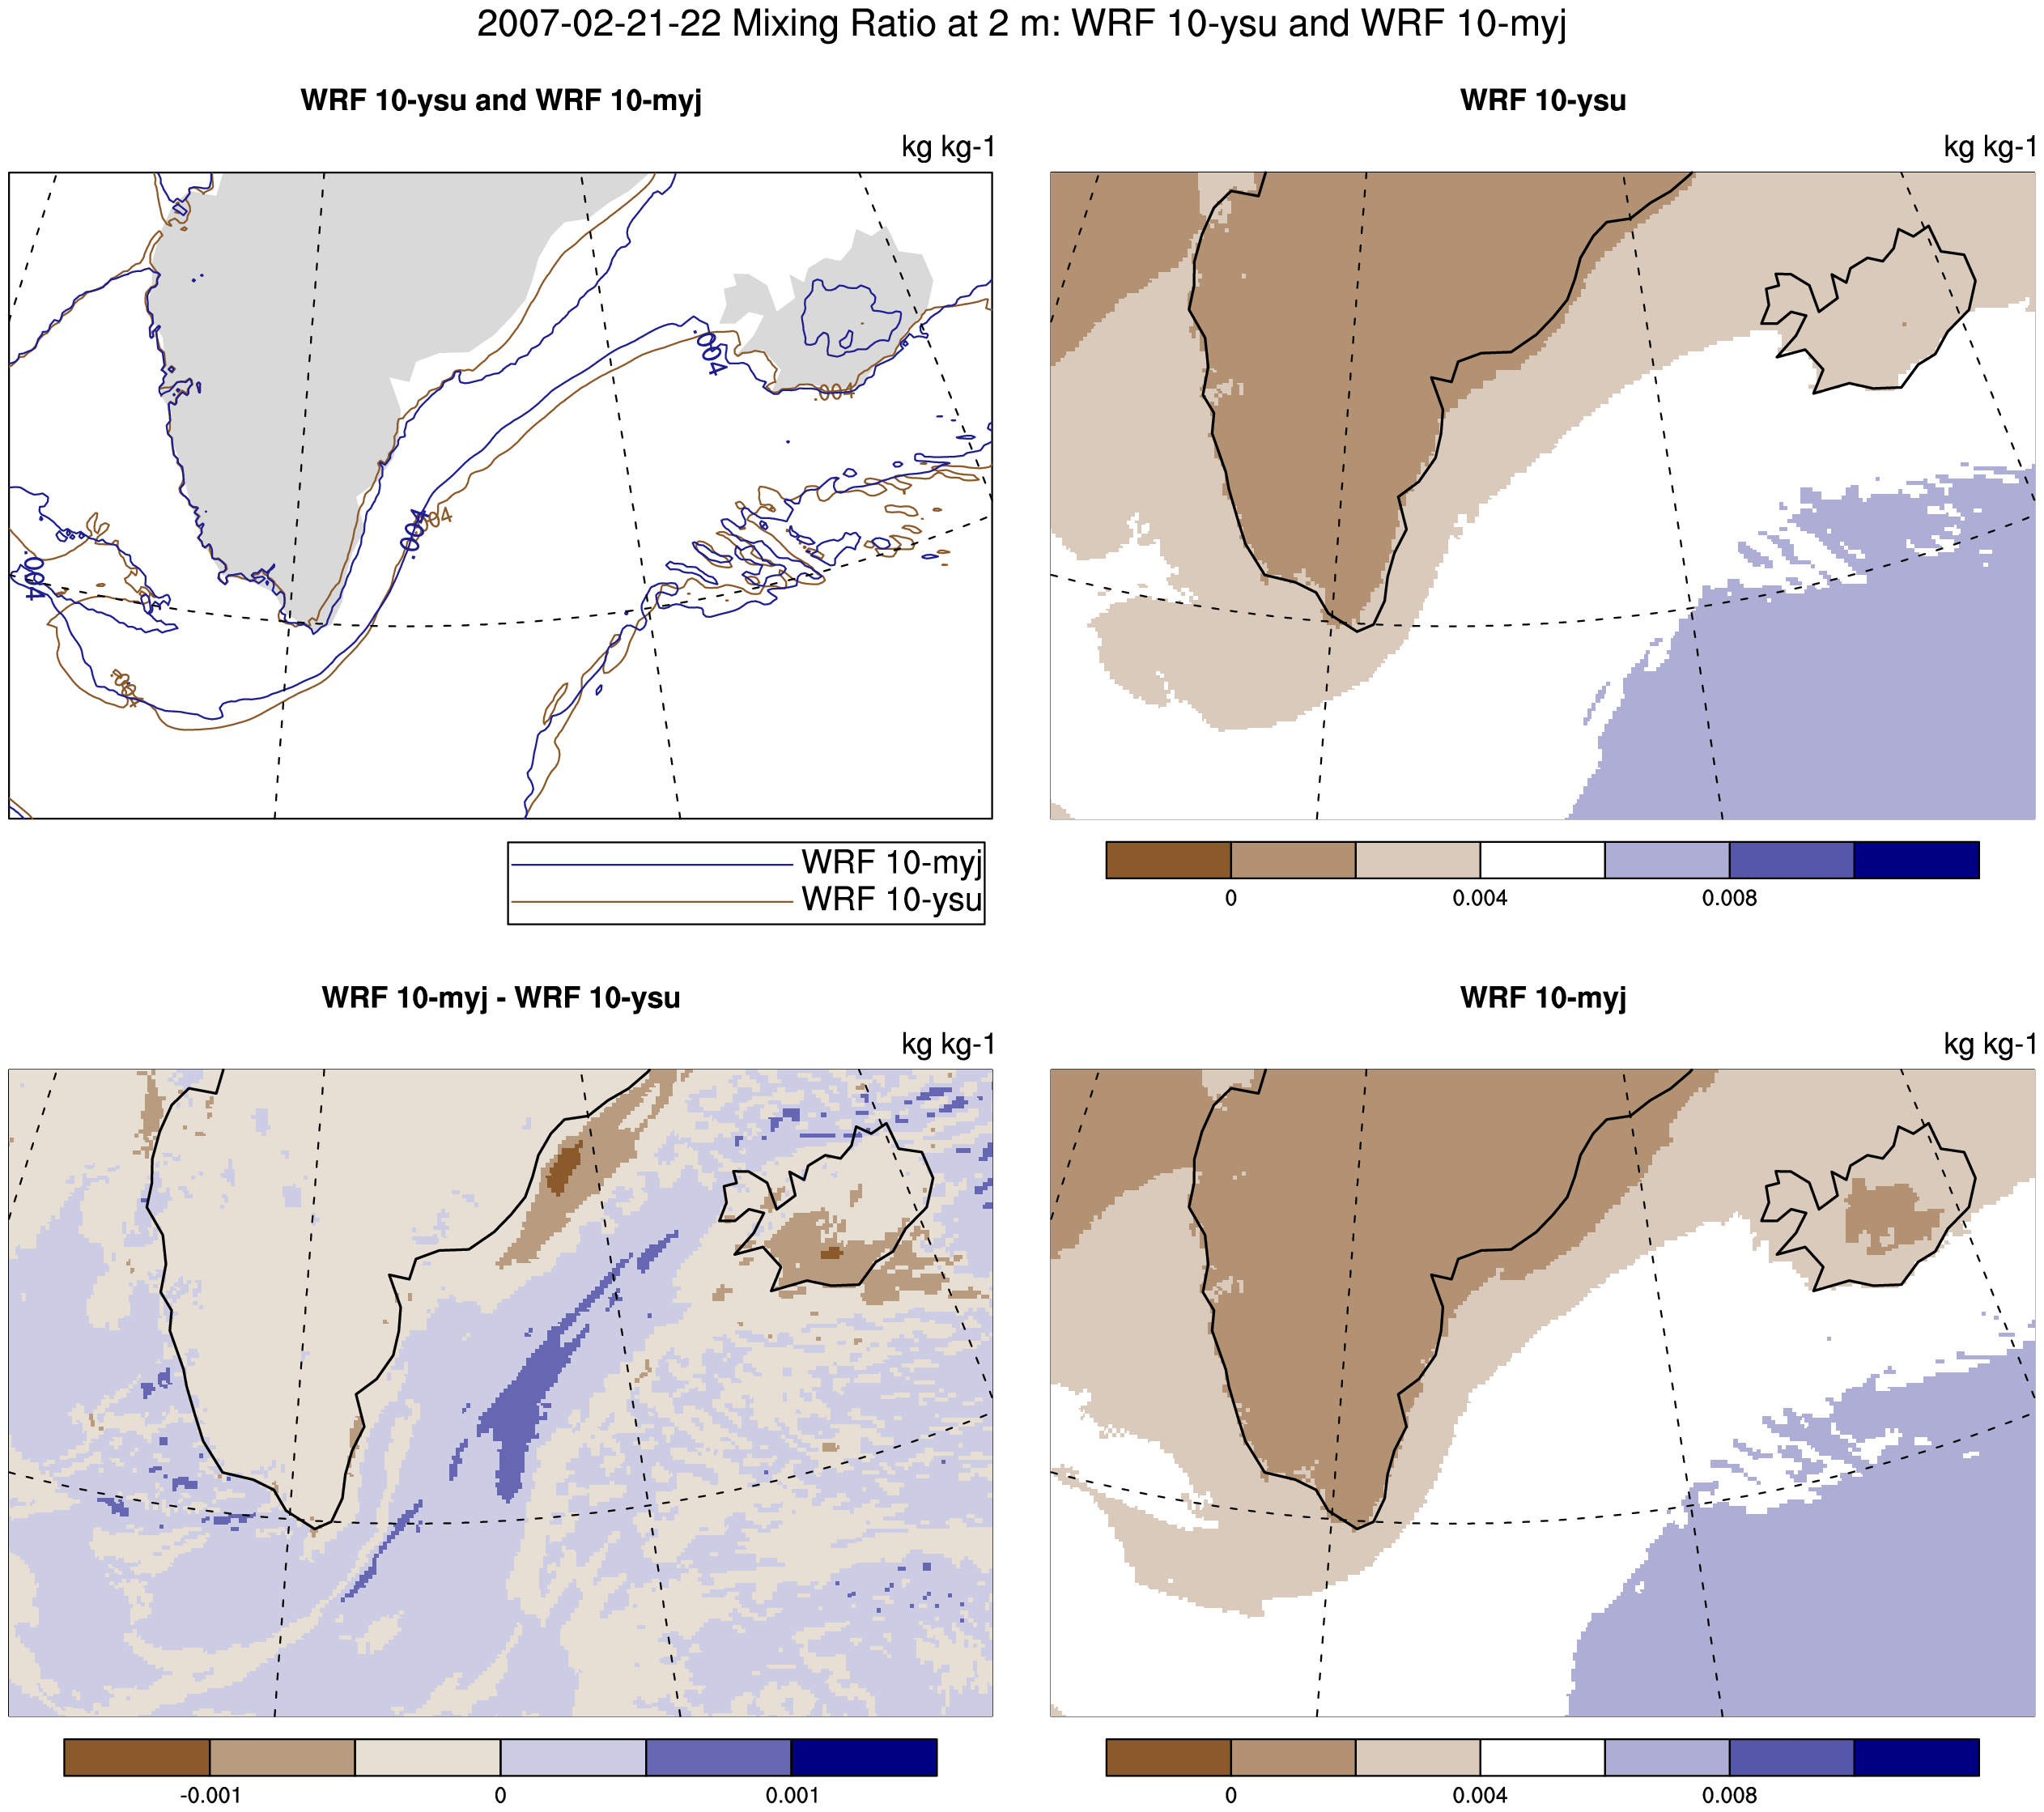 2007-02-21-22 Mixing Ratio at 2 m: WRF 10-ysu and WRF 10-myj
WRF 10-ysu and WRF 10-myj
kg kg-1
.004
.004
.004
.004
WRF 10-myj
WRF 10-ysu
WRF 10-ysu
kg kg-1
0 0.004 0.008
WRF 10-myj - WRF 10-ysu
kg kg-1
-0.001 0 0.001
WRF 10-myj
kg kg-1
0 0.004 0.008